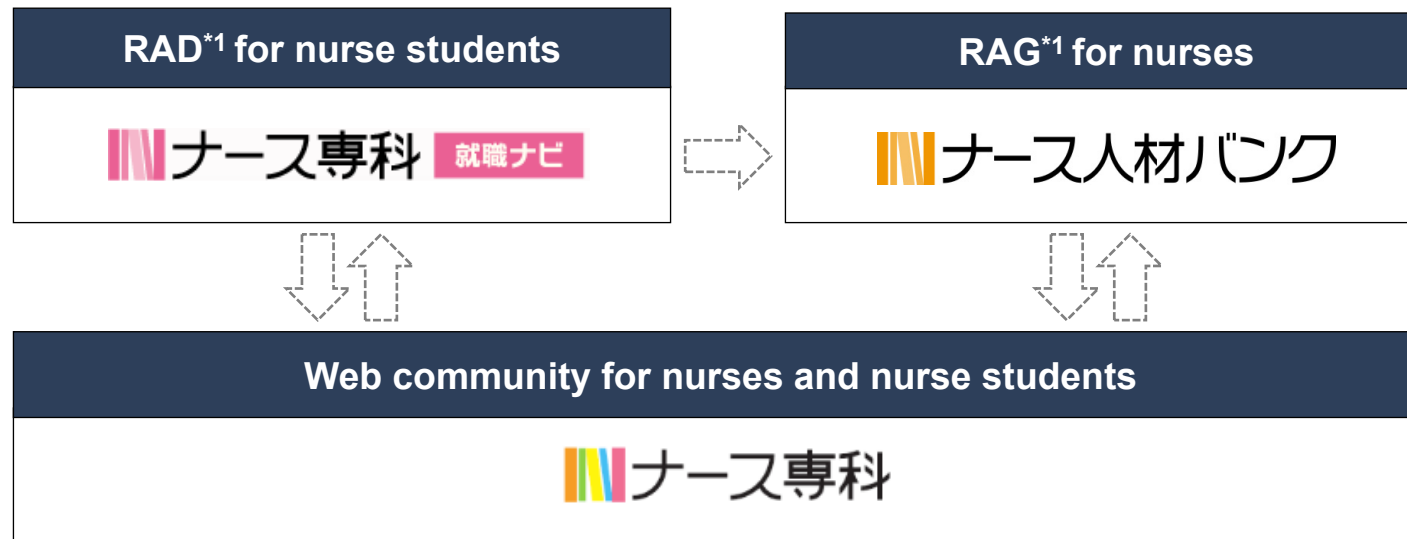 RAD*1 for nurse students
ナース専科 就職ナビ
RAG*1 for nurses
ナース人材バンク
Web community for nurses and nurse students
ナース専科